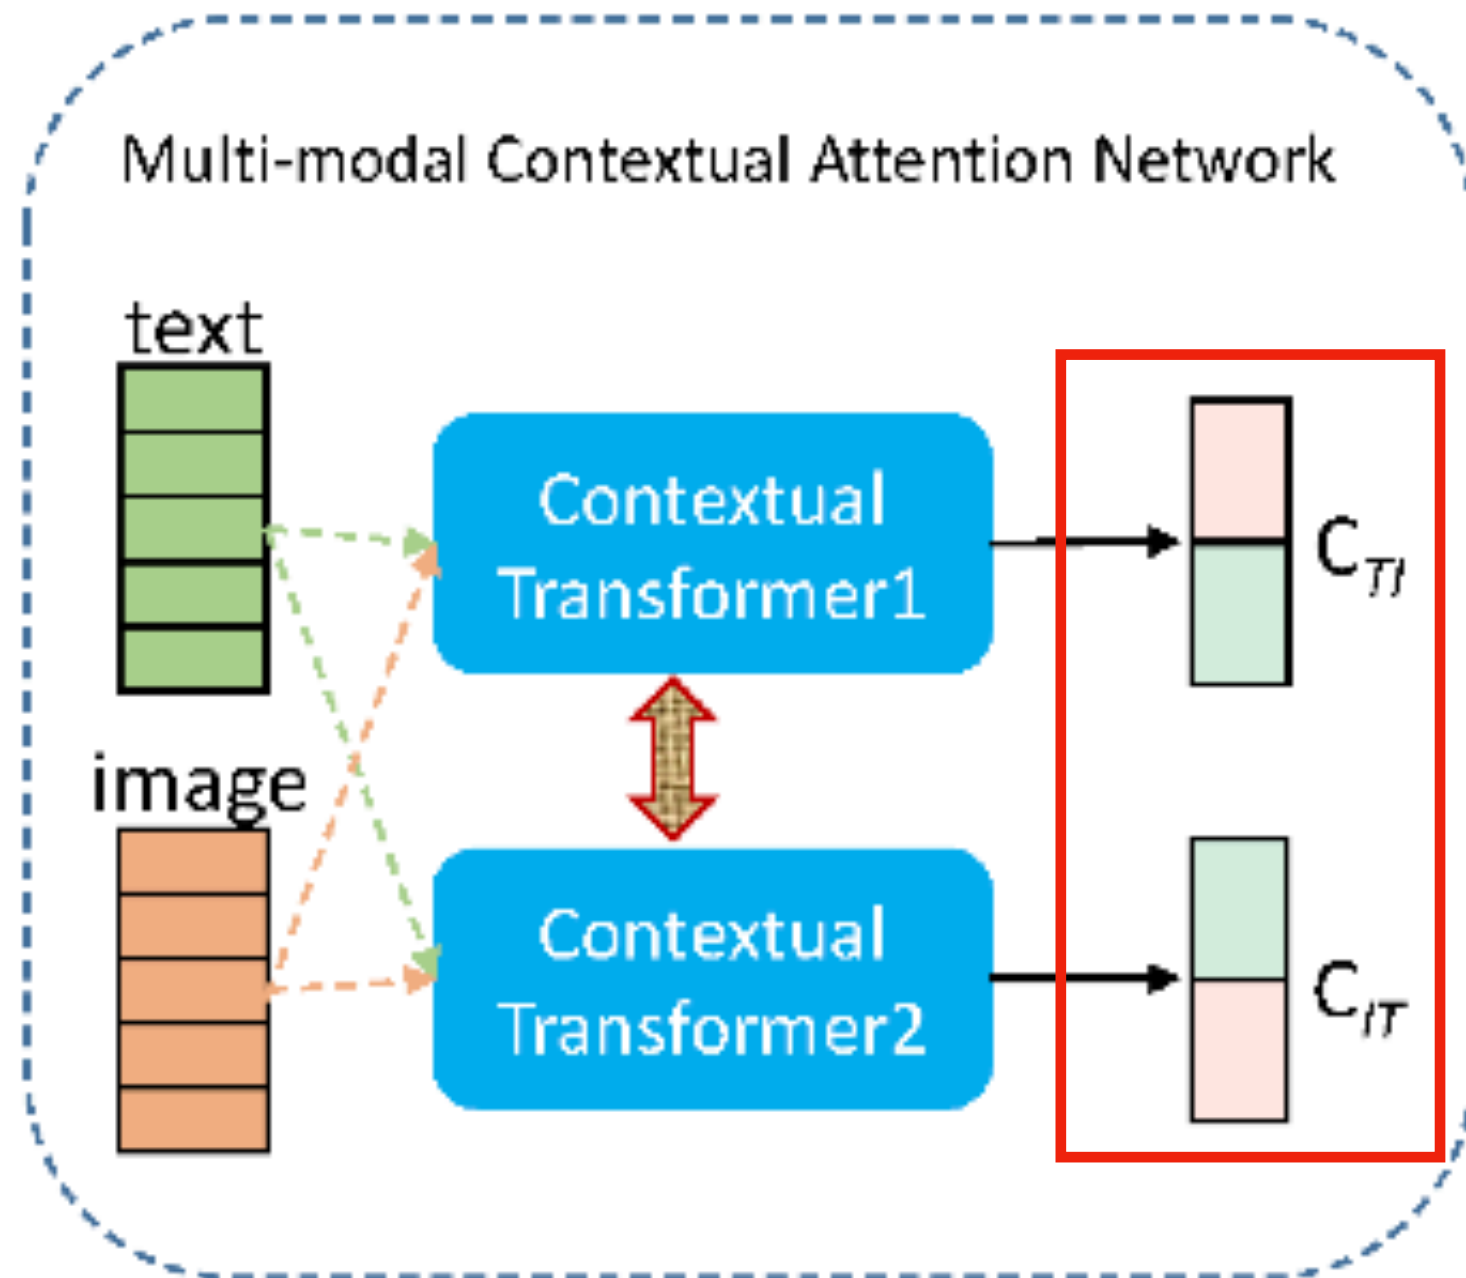 Multi-modal Contextual Attention Network
text
Contextual
Transformer1
C_TI
image
Contextual
Transformer2
C_IT